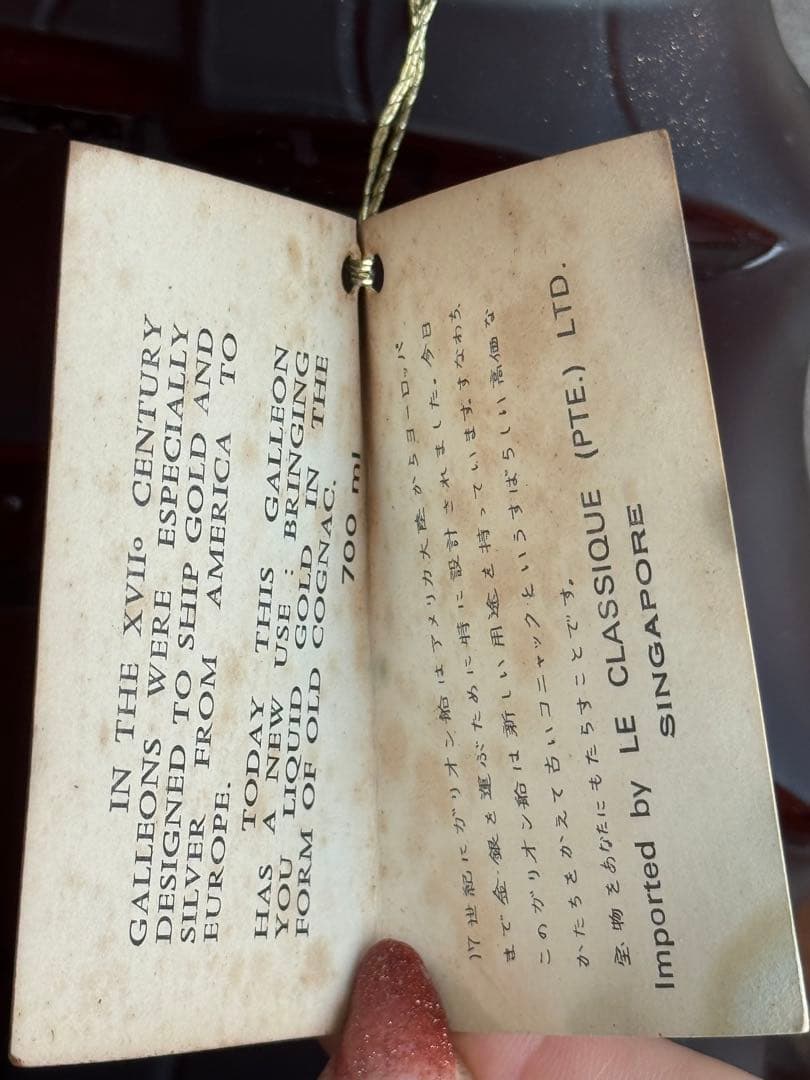 IN THE XVII° CENTURY
GALLEONS WERE ESPECIALLY
DESIGNED TO SHIP GOLD AND
SILVER FROM AMERICA TO
EUROPE.
TODAY THIS GALLEON
HAS A NEW USE : BRINGING
YOU LIQUID GOLD IN THE
FORM OF OLD COGNAC.
700 ml
17世紀にガリオン船はアメリカ大陸からヨーロッパ
まで金・銀を運ぶために特に設計されました。今日
このガリオン船は新しい用途を持っています。すなわち、
かたちをかえて古いコニャックというすばらしい高価な
宝物をあなたにもたらすことです。
Imported by LE CLASSIQUE (PTE.) LTD.
SINGAPORE